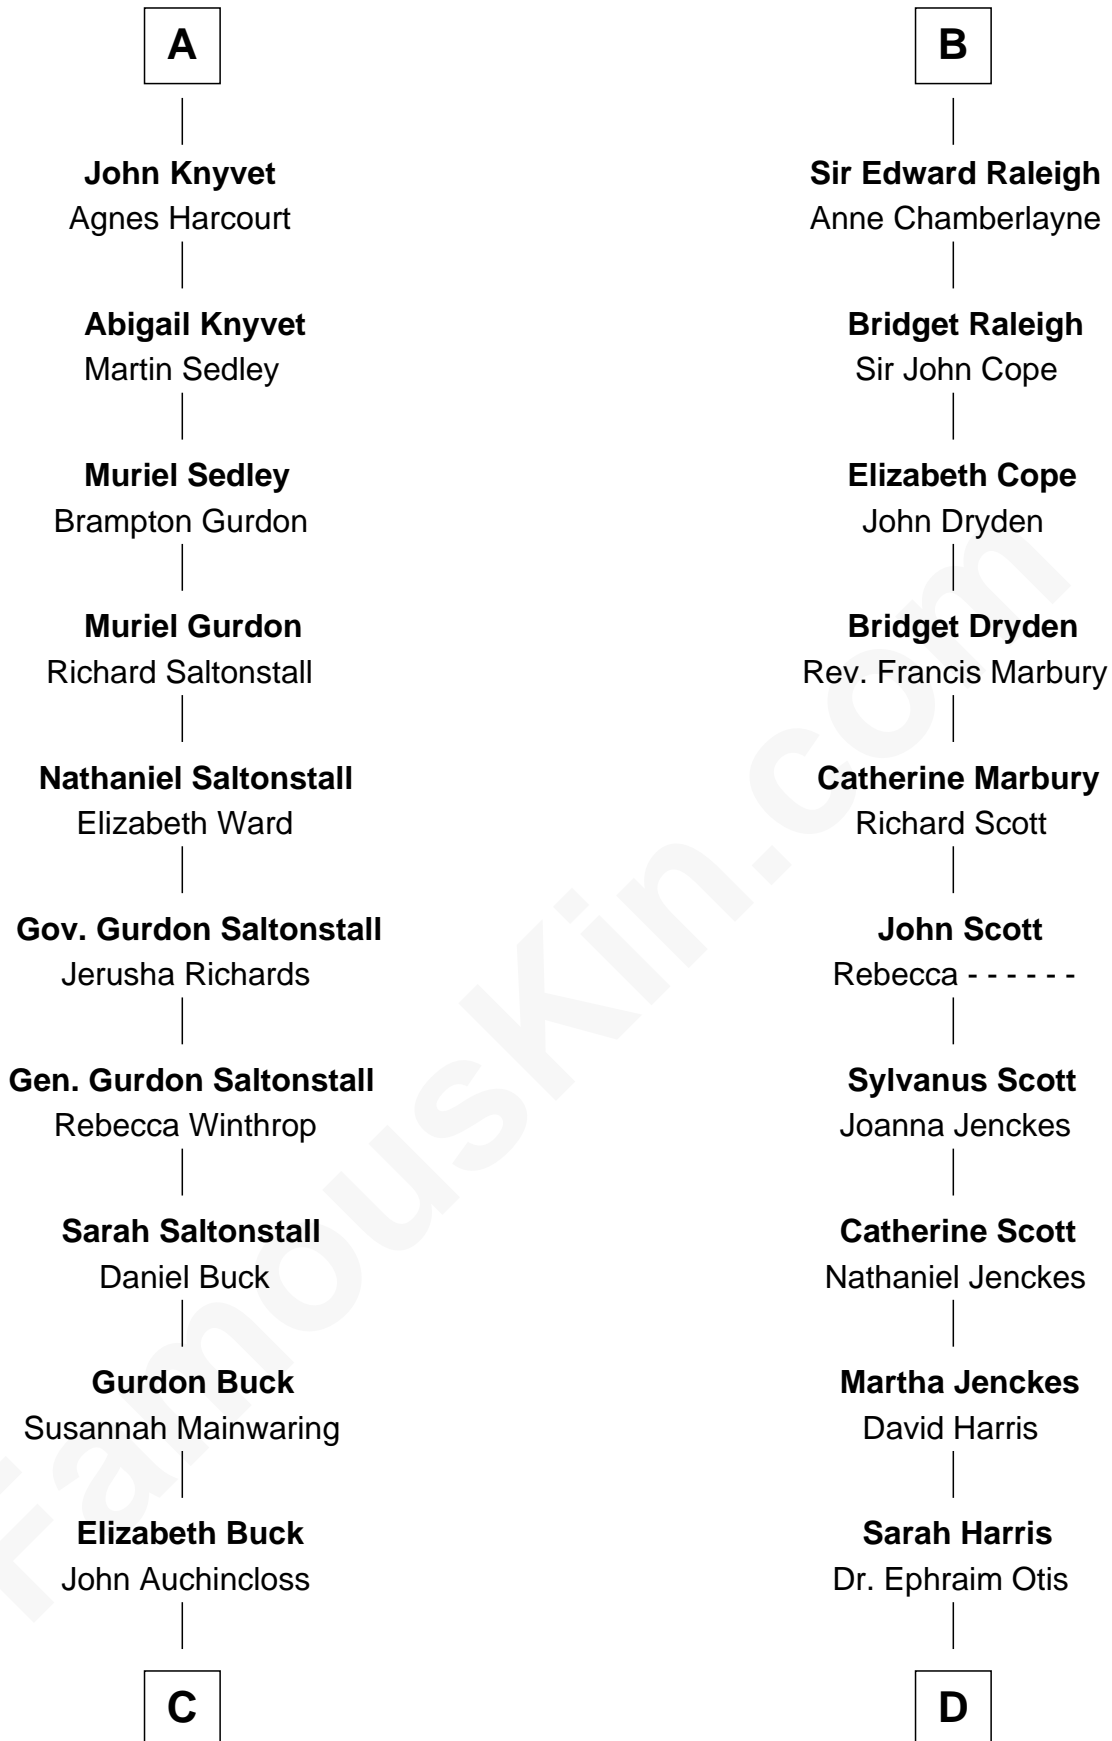 A
John Knyvet
Agnes Harcourt
Abigail Knyvet
Martin Sedley
Muriel Sedley
Brampton Gurdon
Muriel Gurdon
Richard Saltonstall
Nathaniel Saltonstall
Elizabeth Ward
Gov. Gurdon Saltonstall
Jerusha Richards
Gen. Gurdon Saltonstall
Rebecca Winthrop
Sarah Saltonstall
Daniel Buck
Gurdon Buck
Susannah Mainwaring
Elizabeth Buck
John Auchincloss
C
B
Sir Edward Raleigh
Anne Chamberlayne
Bridget Raleigh
Sir John Cope
Elizabeth Cope
John Dryden
Bridget Dryden
Rev. Francis Marbury
Catherine Marbury
Richard Scott
John Scott
Rebecca - - - - - -
Sylvanus Scott
Joanna Jenckes
Catherine Scott
Nathaniel Jenckes
Martha Jenckes
David Harris
Sarah Harris
Dr. Ephraim Otis
D
FamousKin.com